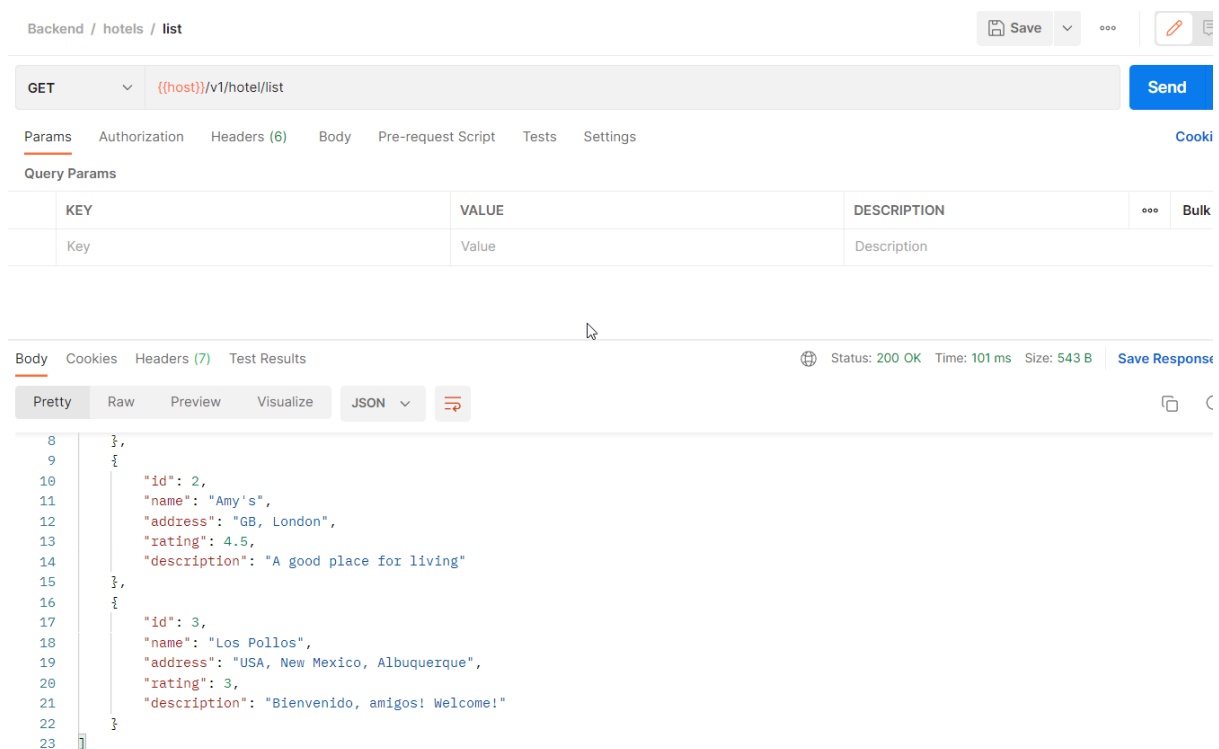 Backend / hotels / list
Save
GET {{host}}/v1/hotel/list Send
Params Authorization Headers (6) Body Pre-request Script Tests Settings Cooki
Query Params
KEY VALUE DESCRIPTION Bulk
Key Value Description
Body Cookies Headers (7) Test Results Status: 200 OK Time: 101 ms Size: 543 B Save Response
Pretty Raw Preview Visualize JSON
8 },
9 {
10 "id": 2,
11 "name": "Amy's",
12 "address": "GB, London",
13 "rating": 4.5,
14 "description": "A good place for living"
15 },
16 {
17 "id": 3,
18 "name": "Los Pollos",
19 "address": "USA, New Mexico, Albuquerque",
20 "rating": 3,
21 "description": "Bienvenido, amigos! Welcome!"
22 }
23 ]